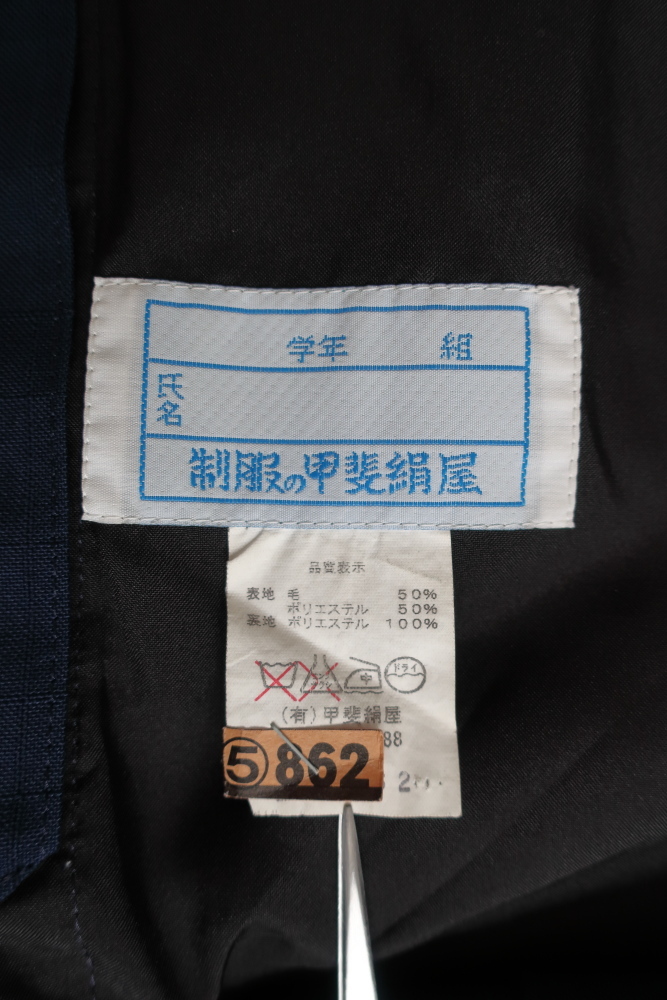 学年 組
氏名
制服の甲斐絹屋
品質表示
表地 毛 50%
ポリエステル 50%
裏地 ポリエステル 100%
中 ドライ
(有)甲斐絹屋
88
⑤862